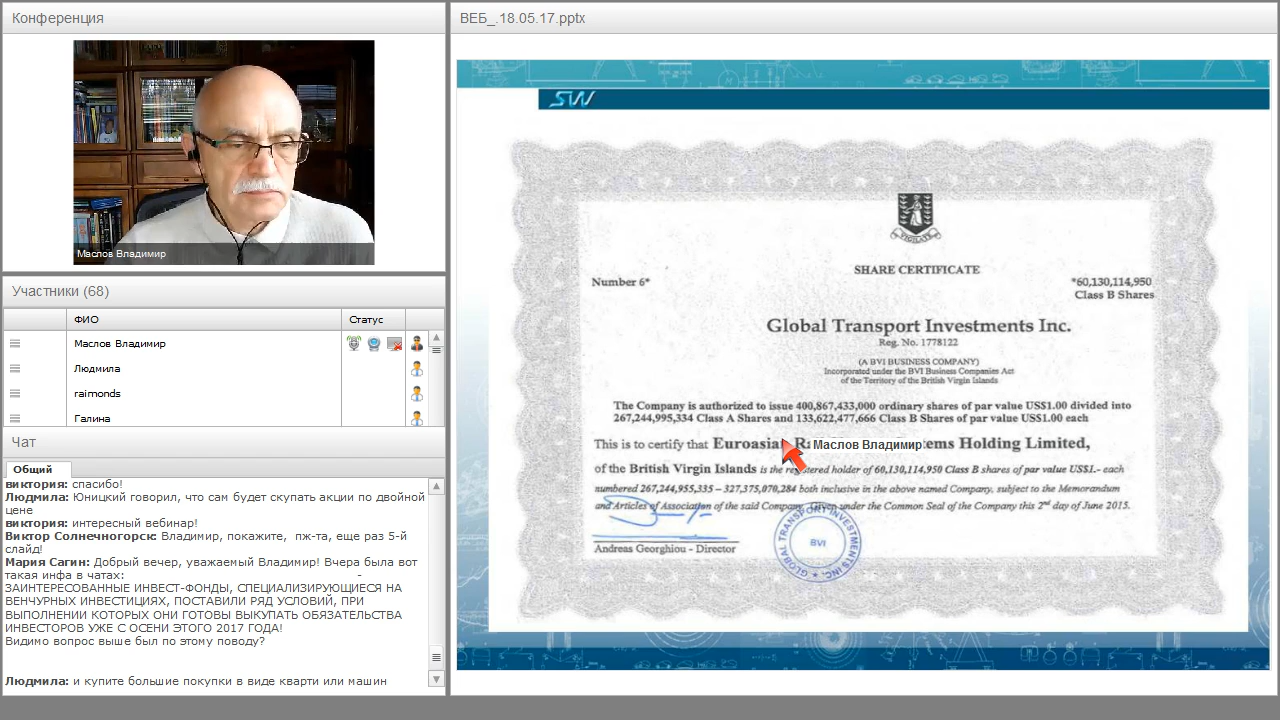 Конференция
Маслов Владимир
Участники (68)
ФИО
Статус
Маслов Владимир
Людмила
raimonds
Галина
Чат
Общий
виктория: спасибо!
Людмила: Юницкий говорил, что сам будет скупать акции по двойной
цене
виктория: интересный вебинар!
Виктор Солнечногорск: Владимир, покажите, пж-та, еще раз 5-й
слайд!
Мария Сагин: Добрый вечер, уважаемый Владимир! Вчера была вот
такая инфа в чатах: -
ЗАИНТЕРЕСОВАННЫЕ ИНВЕСТ-ФОНДЫ, СПЕЦИАЛИЗИРУЮЩИЕСЯ НА
ВЕНЧУРНЫХ ИНВЕСТИЦИЯХ, ПОСТАВИЛИ РЯД УСЛОВИЙ, ПРИ
ВЫПОЛНЕНИИ КОТОРЫХ ОНИ ГОТОВЫ ВЫКУПАТЬ ОБЯЗАТЕЛЬСТВА
ИНВЕСТОРОВ УЖЕ С ОСЕНИ ЭТОГО 2017 ГОДА!
Видимо вопрос выше был по этому поводу?
Людмила: и купите большие покупки в виде кварти или машин
ВЕБ_.18.05.17.pptx
SW
VIGILATE
SHARE CERTIFICATE
Number 6*
*60,130,114,950
Class B Shares
Global Transport Investments Inc.
Reg. No. 1778122
(A BVI BUSINESS COMPANY)
Incorporated under the BVI Business Companies Act
of the Territory of the British Virgin Islands
The Company is authorized to issue 400,867,433,000 ordinary shares of par value US$1.00 divided into
267,244,995,334 Class A Shares and 133,622,477,666 Class B Shares of par value US$1.00 each
This is to certify that Euroasian Маслов Владимир Holding Limited,
of the British Virgin Islands is the registered holder of 60,130,114,950 Class B shares of par value US$1.- each
numbered 267,244,955,335 – 327,375,070,284 both inclusive in the above named Company, subject to the Memorandum
and Articles of Association of the said Company. Given under the Common Seal of the Company this 2nd day of June 2015.
Andreas Georghiou - Director
GLOBAL TRANSPORT INVESTMENTS INC.
BVI